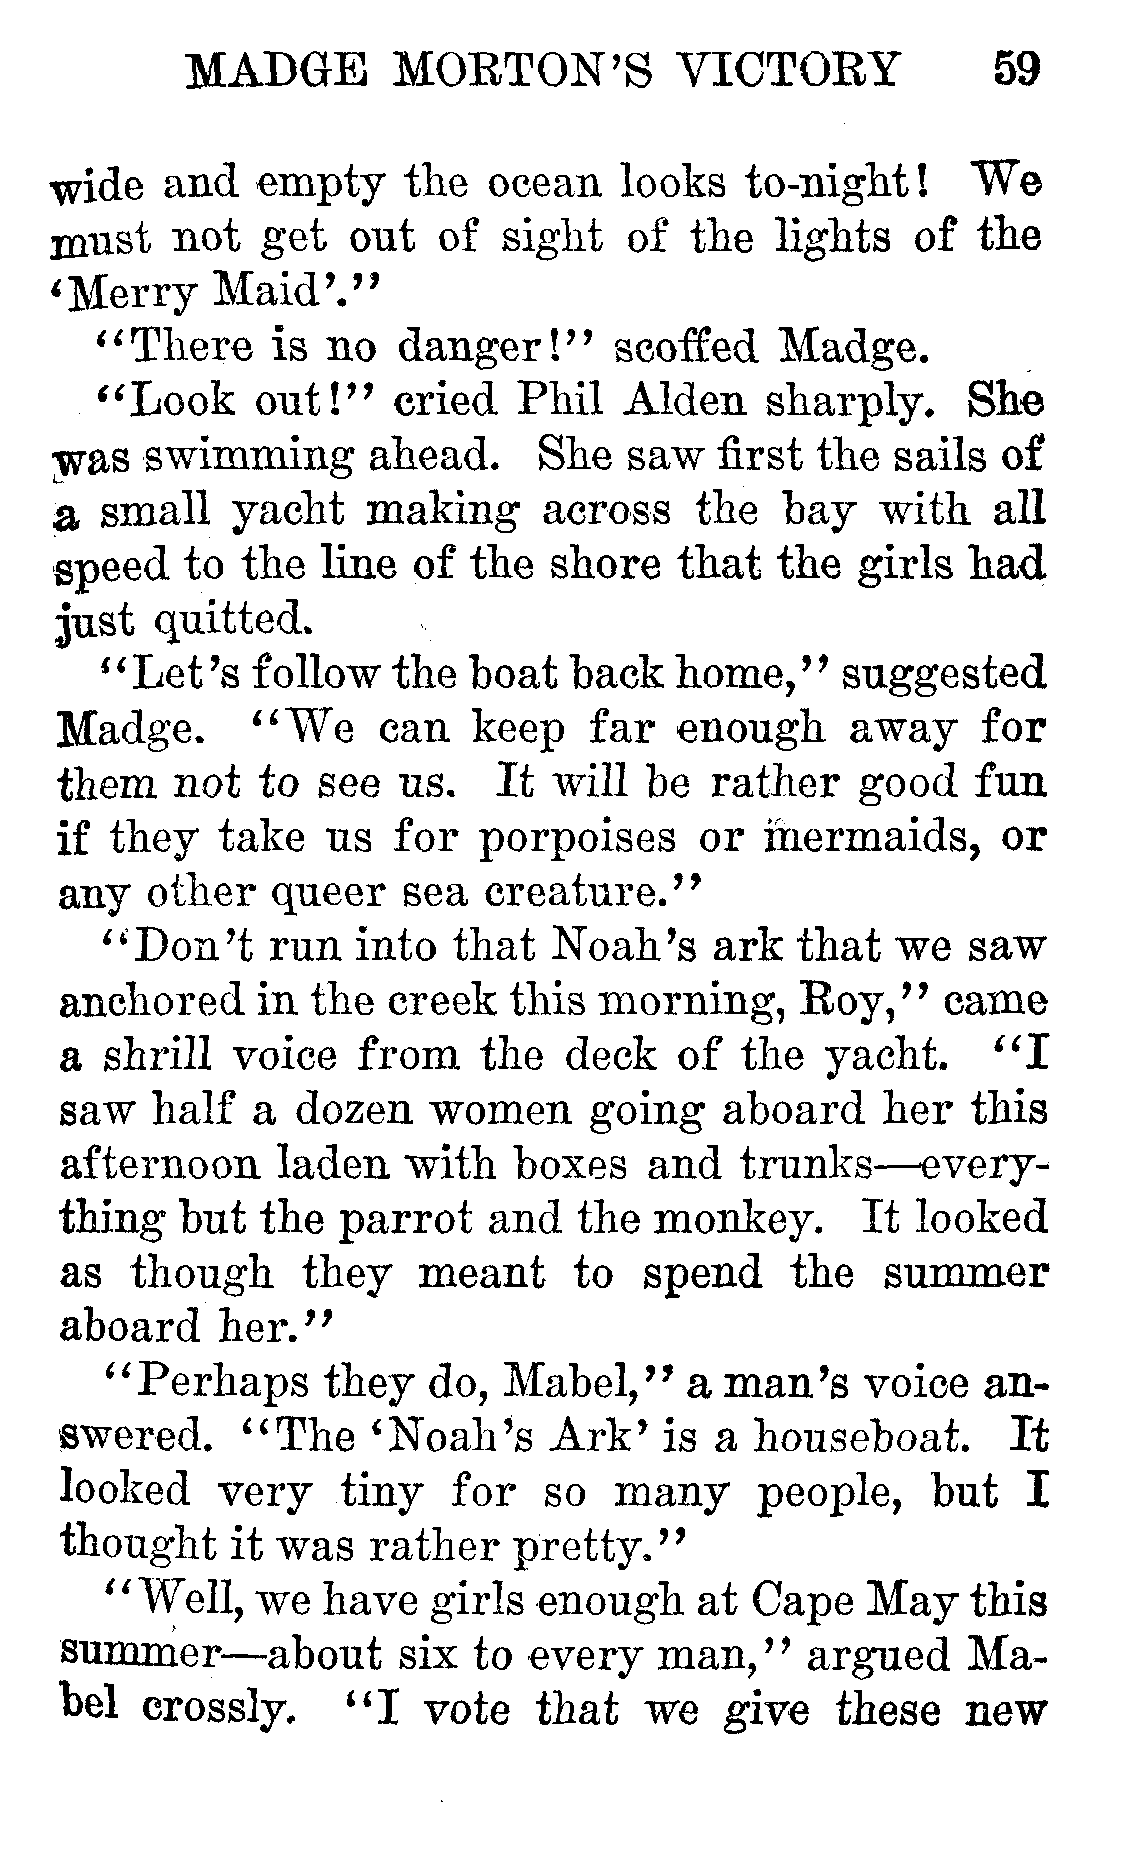 MADGE MORTON'S VICTORY 59
wide and empty the ocean looks to-night! We
must not get out of sight of the lights of the
‘Merry Maid’.”
“There is no danger!” scoffed Madge.
“Look out!” cried Phil Alden sharply. She
was swimming ahead. She saw first the sails of
a small yacht making across the bay with all
speed to the line of the shore that the girls had
just quitted.
“Let’s follow the boat back home,” suggested
Madge. “We can keep far enough away for
them not to see us. It will be rather good fun
if they take us for porpoises or mermaids, or
any other queer sea creature.”
“Don’t run into that Noah’s ark that we saw
anchored in the creek this morning, Roy,” came
a shrill voice from the deck of the yacht. “I
saw half a dozen women going aboard her this
afternoon laden with boxes and trunks—every-
thing but the parrot and the monkey. It looked
as though they meant to spend the summer
aboard her.”
“Perhaps they do, Mabel,” a man’s voice an-
swered. “The ‘Noah’s Ark’ is a houseboat. It
looked very tiny for so many people, but I
thought it was rather pretty.”
“Well, we have girls enough at Cape May this
summer—about six to every man,” argued Ma-
bel crossly. “I vote that we give these new